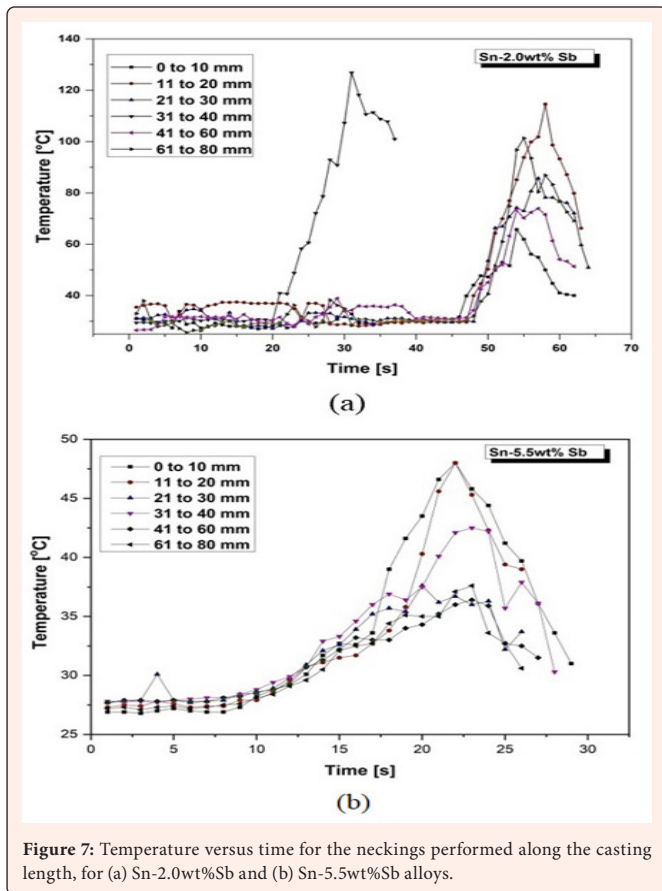 140
120
100
80
60
40
Temperature [°C]
0 to 10 mm
11 to 20 mm
21 to 30 mm
31 to 40 mm
41 to 60 mm
61 to 80 mm
Sn-2.0wt% Sb
0 10 20 30 40 50 60 70
Time [s]
(a)
50
45
40
35
30
25
Temperature [°C]
0 to 10 mm
11 to 20 mm
21 to 30 mm
31 to 40 mm
41 to 60 mm
61 to 80 mm
Sn-5.5wt% Sb
0 5 10 15 20 25 30
Time [s]
(b)
Figure 7: Temperature versus time for the neckings performed along the casting
length, for (a) Sn-2.0wt%Sb and (b) Sn-5.5wt%Sb alloys.